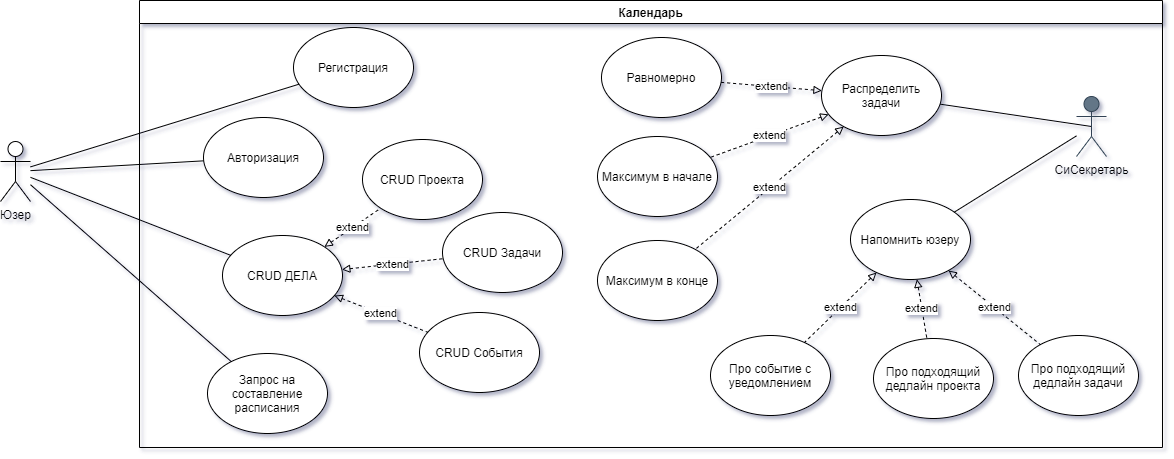 Календарь
Регистрация
Авторизация
Юзер
CRUD Проекта
extend
CRUD Задачи
extend
CRUD ДЕЛА
extend
CRUD События
Запрос на
составление
расписания
Равномерно
extend
Распределить
задачи
extend
Максимум в начале
extend
Максимум в конце
СиСекретарь
Напомнить юзеру
extend
extend
extend
Про событие с
уведомлением
Про подходящий
дедлайн проекта
Про подходящий
дедлайн задачи